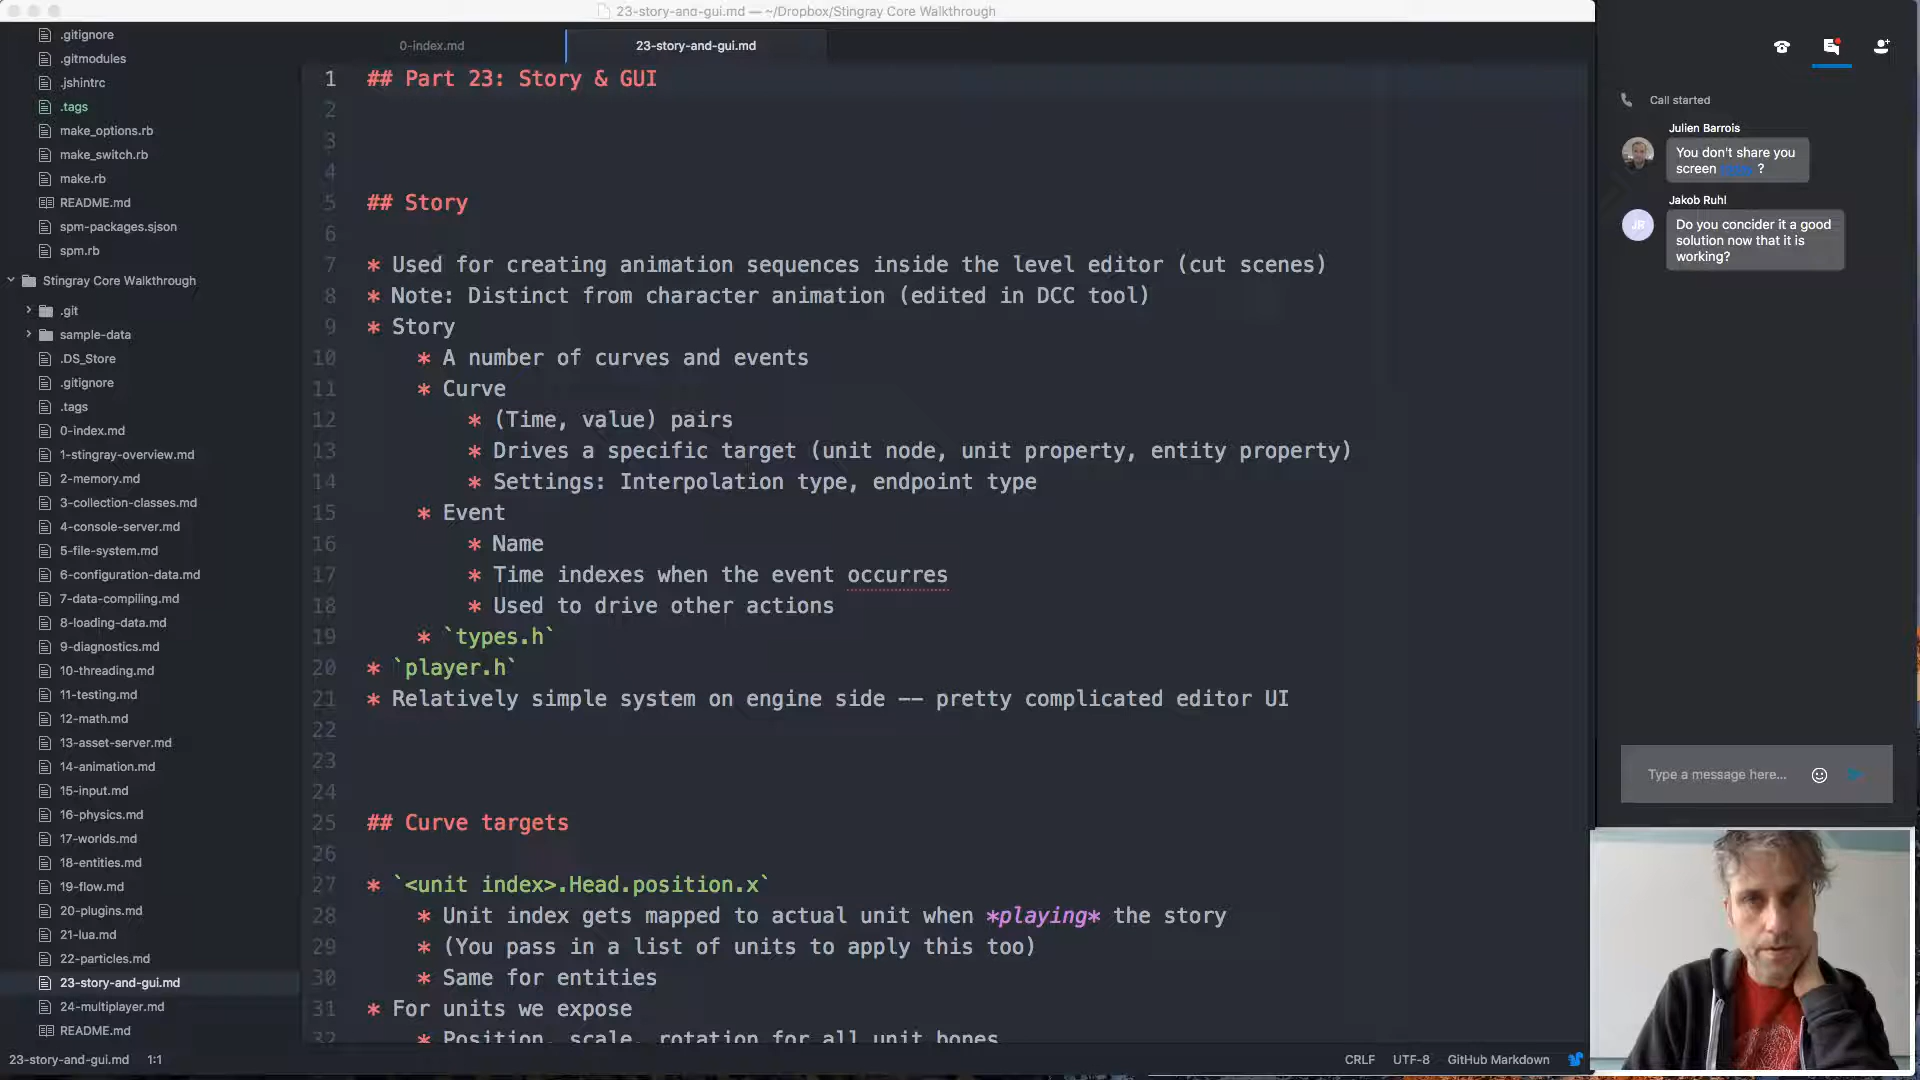 23-story-and-gui.md — ~/Dropbox/Stingray Core Walkthrough
.gitignore
.gitmodules
.jshintrc
.tags
make_options.rb
make_switch.rb
make.rb
README.md
spm-packages.sjson
spm.rb
Stingray Core Walkthrough
.git
sample-data
.DS_Store
.gitignore
.tags
0-index.md
1-stingray-overview.md
2-memory.md
3-collection-classes.md
4-console-server.md
5-file-system.md
6-configuration-data.md
7-data-compiling.md
8-loading-data.md
9-diagnostics.md
10-threading.md
11-testing.md
12-math.md
13-asset-server.md
14-animation.md
15-input.md
16-physics.md
17-worlds.md
18-entities.md
19-flow.md
20-plugins.md
21-lua.md
22-particles.md
23-story-and-gui.md
24-multiplayer.md
README.md
0-index.md
23-story-and-gui.md
1 ## Part 23: Story & GUI
2
3
4
5 ## Story
6
7 * Used for creating animation sequences inside the level editor (cut scenes)
8 * Note: Distinct from character animation (edited in DCC tool)
9 * Story
10 * A number of curves and events
11 * Curve
12 * (Time, value) pairs
13 * Drives a specific target (unit node, unit property, entity property)
14 * Settings: Interpolation type, endpoint type
15 * Event
16 * Name
17 * Time indexes when the event occurres
18 * Used to drive other actions
19 * `types.h`
20 * `player.h`
21 * Relatively simple system on engine side -- pretty complicated editor UI
22
23
24
25 ## Curve targets
26
27 * `<unit index>.Head.position.x`
28 * Unit index gets mapped to actual unit when *playing* the story
29 * (You pass in a list of units to apply this too)
30 * Same for entities
31 * For units we expose
32 * Position, scale, rotation for all unit bones
23-story-and-gui.md 1:1
CRLF UTF-8 GitHub Markdown
Call started
Julien Barrois
You don't share you
screen ?
Jakob Ruhl
JR
Do you concider it a good
solution now that it is
working?
Type a message here...